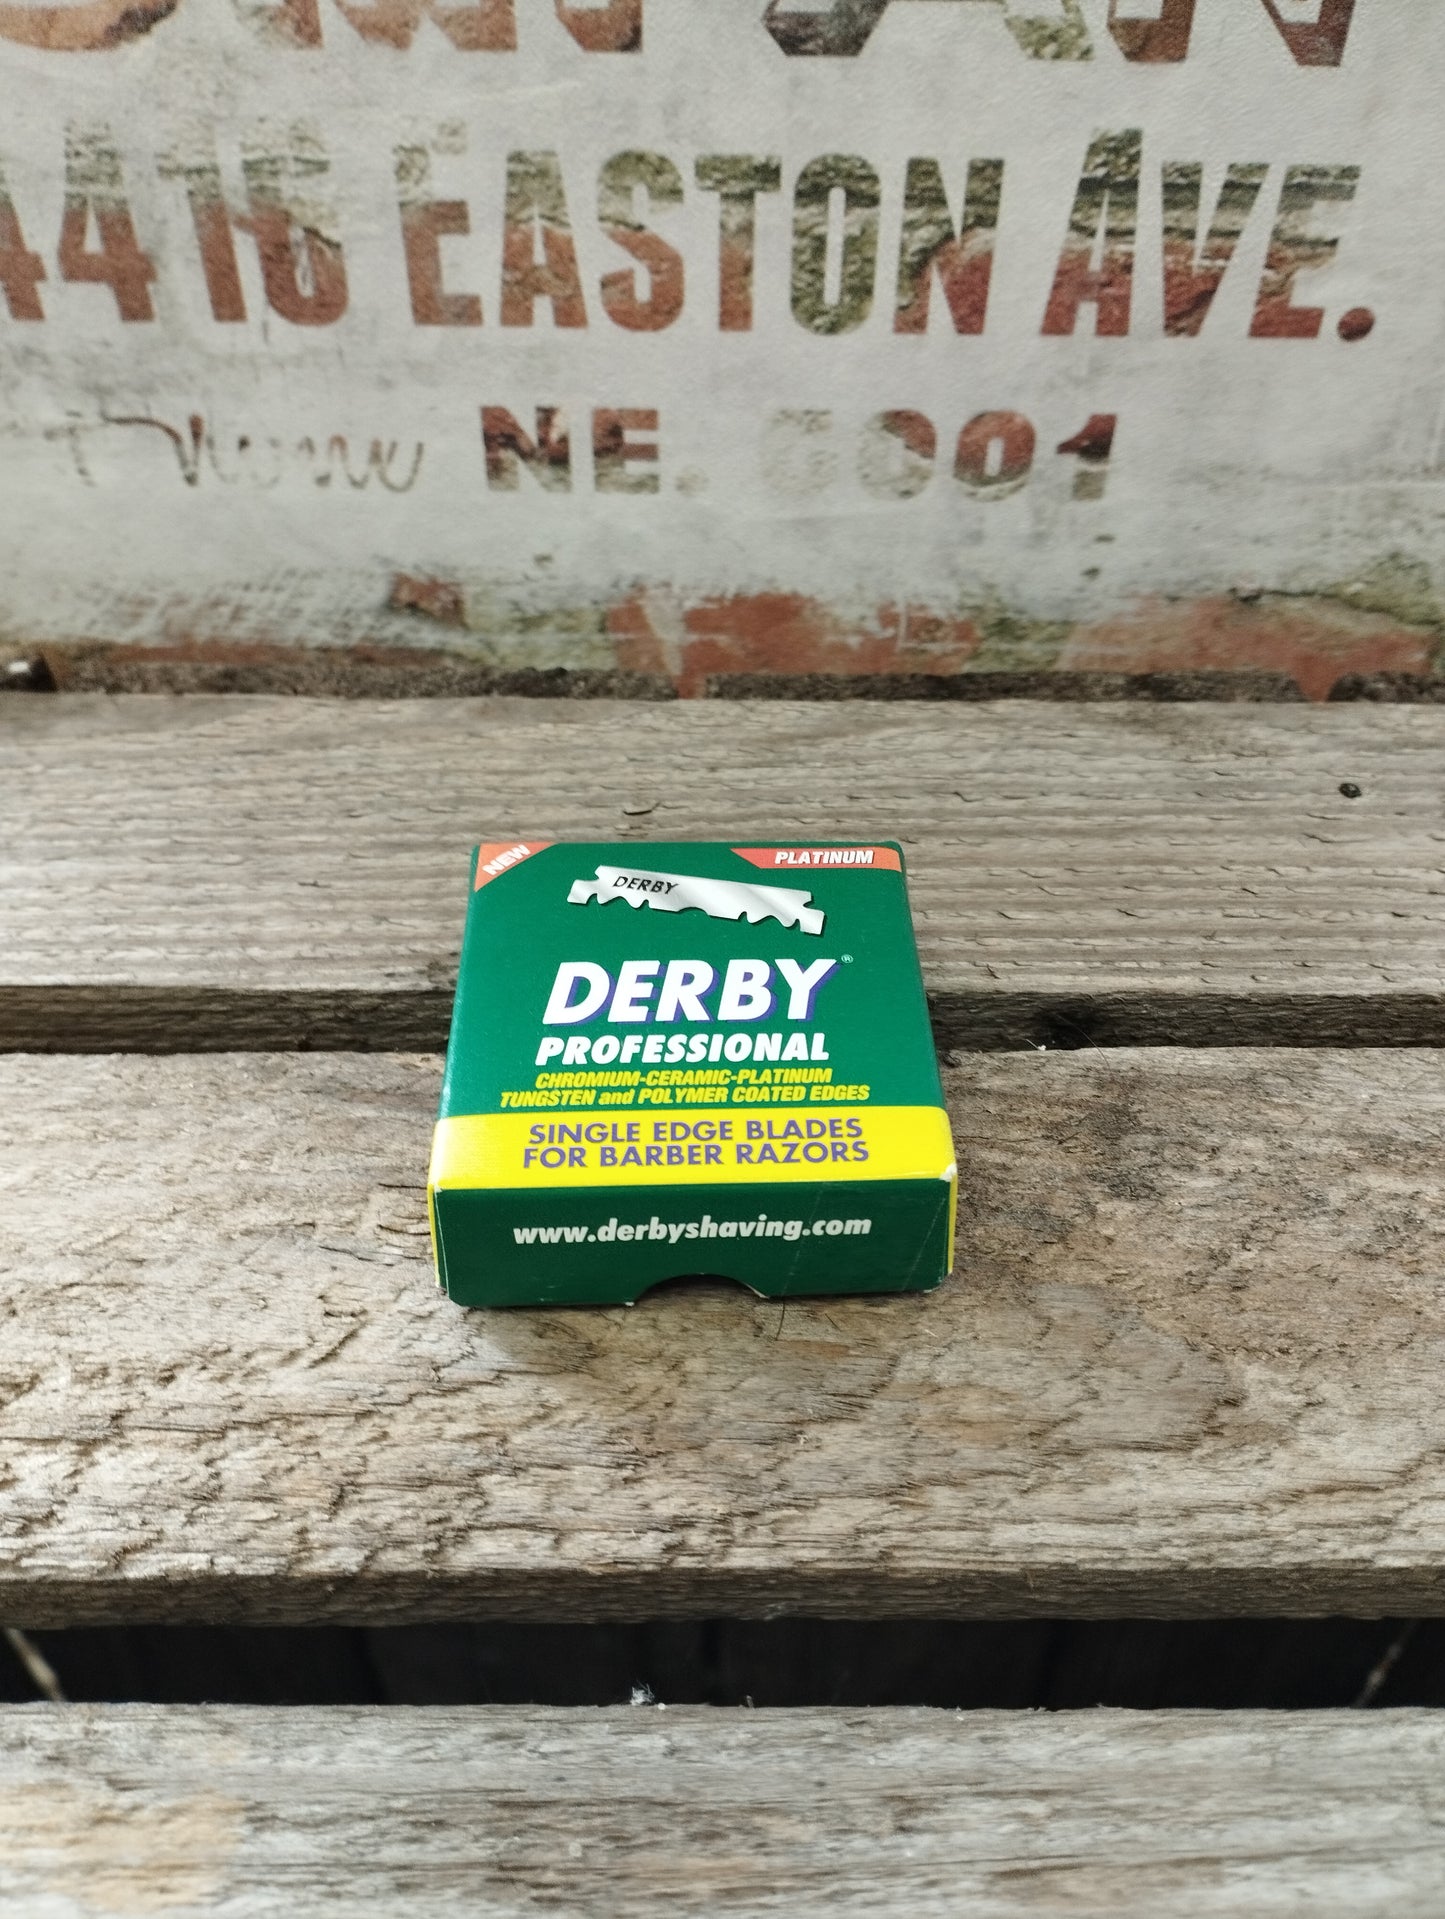 4416 EASTON AVE.
NE.
NEW
PLATINUM
DERBY
DERBY®
PROFESSIONAL
CHROMIUM-CERAMIC-PLATINUM
TUNGSTEN and POLYMER COATED EDGES
SINGLE EDGE BLADES
FOR BARBER RAZORS
www.derbyshaving.com